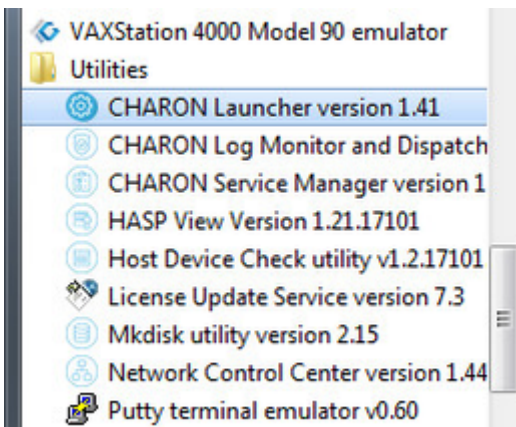 VAXStation 4000 Model 90 emulator
Utilities
CHARON Launcher version 1.41
CHARON Log Monitor and Dispatch
CHARON Service Manager version 1
HASP View Version 1.21.17101
Host Device Check utility v1.2.17101
License Update Service version 7.3
Mkdisk utility version 2.15
Network Control Center version 1.44
Putty terminal emulator v0.60